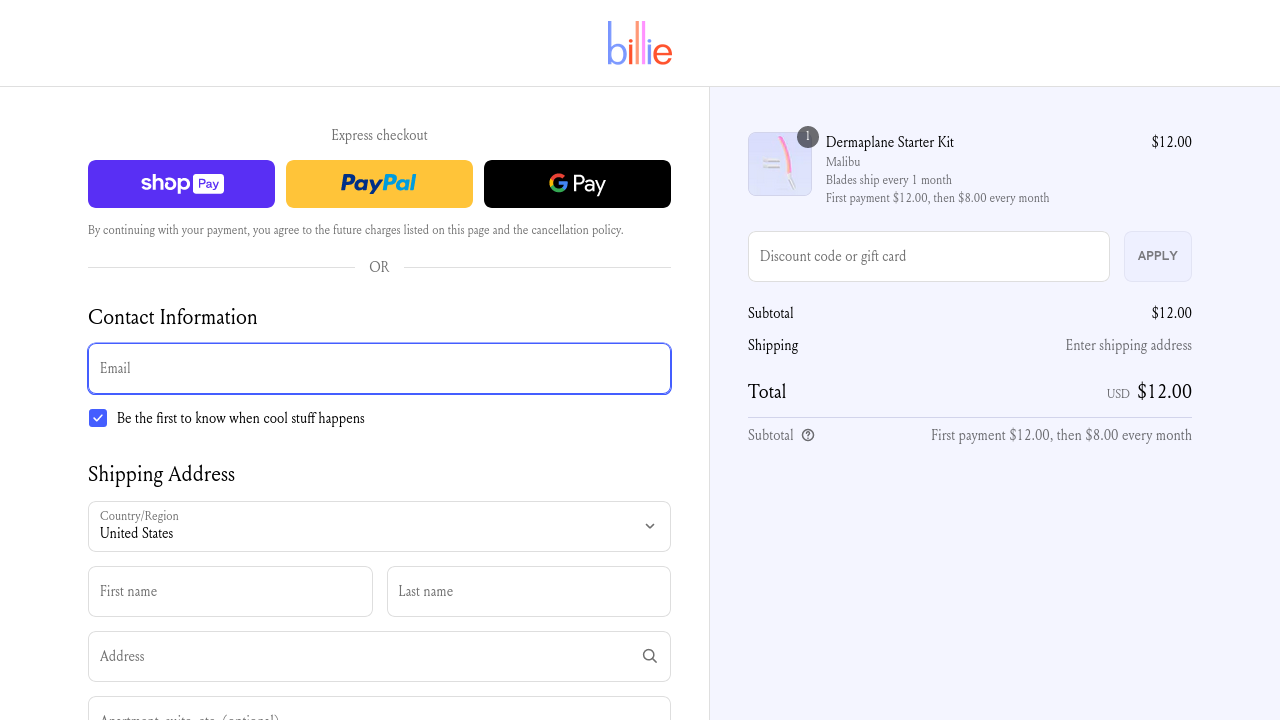 billie
Express checkout
shop Pay
PayPal
G Pay
By continuing with your payment, you agree to the future charges listed on this page and the cancellation policy.
OR
Contact Information
Email
Be the first to know when cool stuff happens
Shipping Address
Country/Region
United States
First name
Last name
Address
Apartment, suite, etc. (optional)
1
Dermaplane Starter Kit
$12.00
Malibu
Blades ship every 1 month
First payment $12.00, then $8.00 every month
Discount code or gift card
APPLY
Subtotal
$12.00
Shipping
Enter shipping address
Total
USD $12.00
Subtotal
First payment $12.00, then $8.00 every month